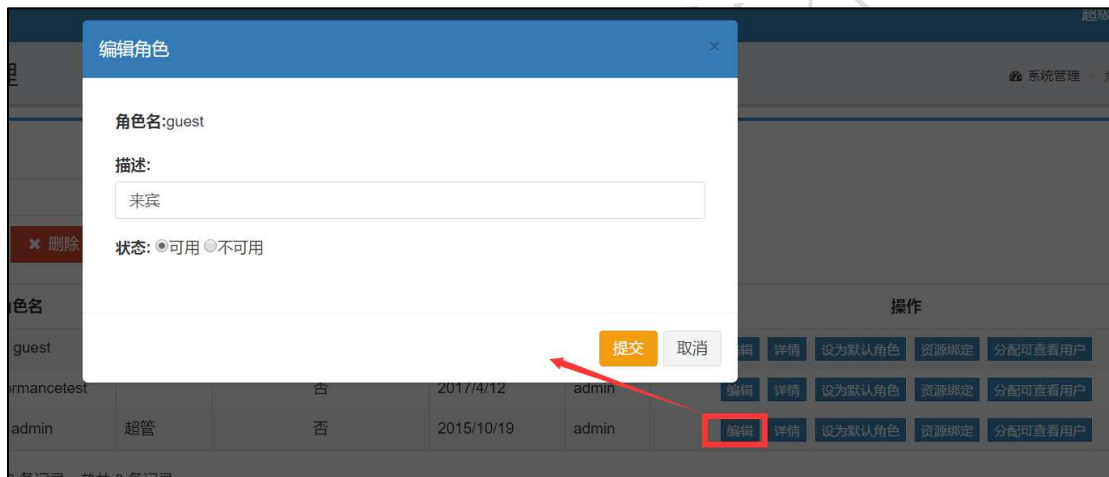 超级
编辑角色 ×
理
系统管理 >
角色名:guest
描述:
来宾
删除
状态: 可用 不可用
角色名
操作
guest
提交 取消
编辑 详情 设为默认角色 资源绑定 分配可查看用户
ormancetest 否 2017/4/12 admin 编辑 详情 设为默认角色 资源绑定 分配可查看用户
admin 超管 否 2015/10/19 admin 编辑 详情 设为默认角色 资源绑定 分配可查看用户